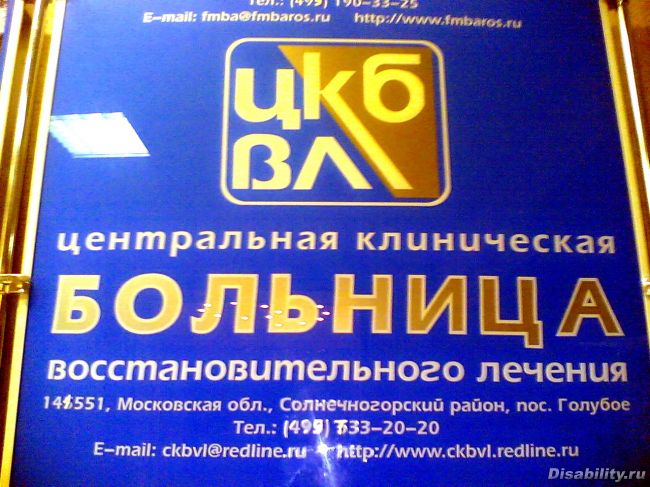 Тел.: (499) 190-33-25
E-mail: fmba@fmbaros.ru http://www.fmbaros.ru
цкб
вл
центральная клиническая
БОЛЬНИЦА
восстановительного лечения
141551, Московская обл., Солнечногорский район, пос. Голубое
Тел.: (495) 533-20-20
E-mail: ckbvl@redline.ru http://www.ckbvl.redline.ru
Disability.ru